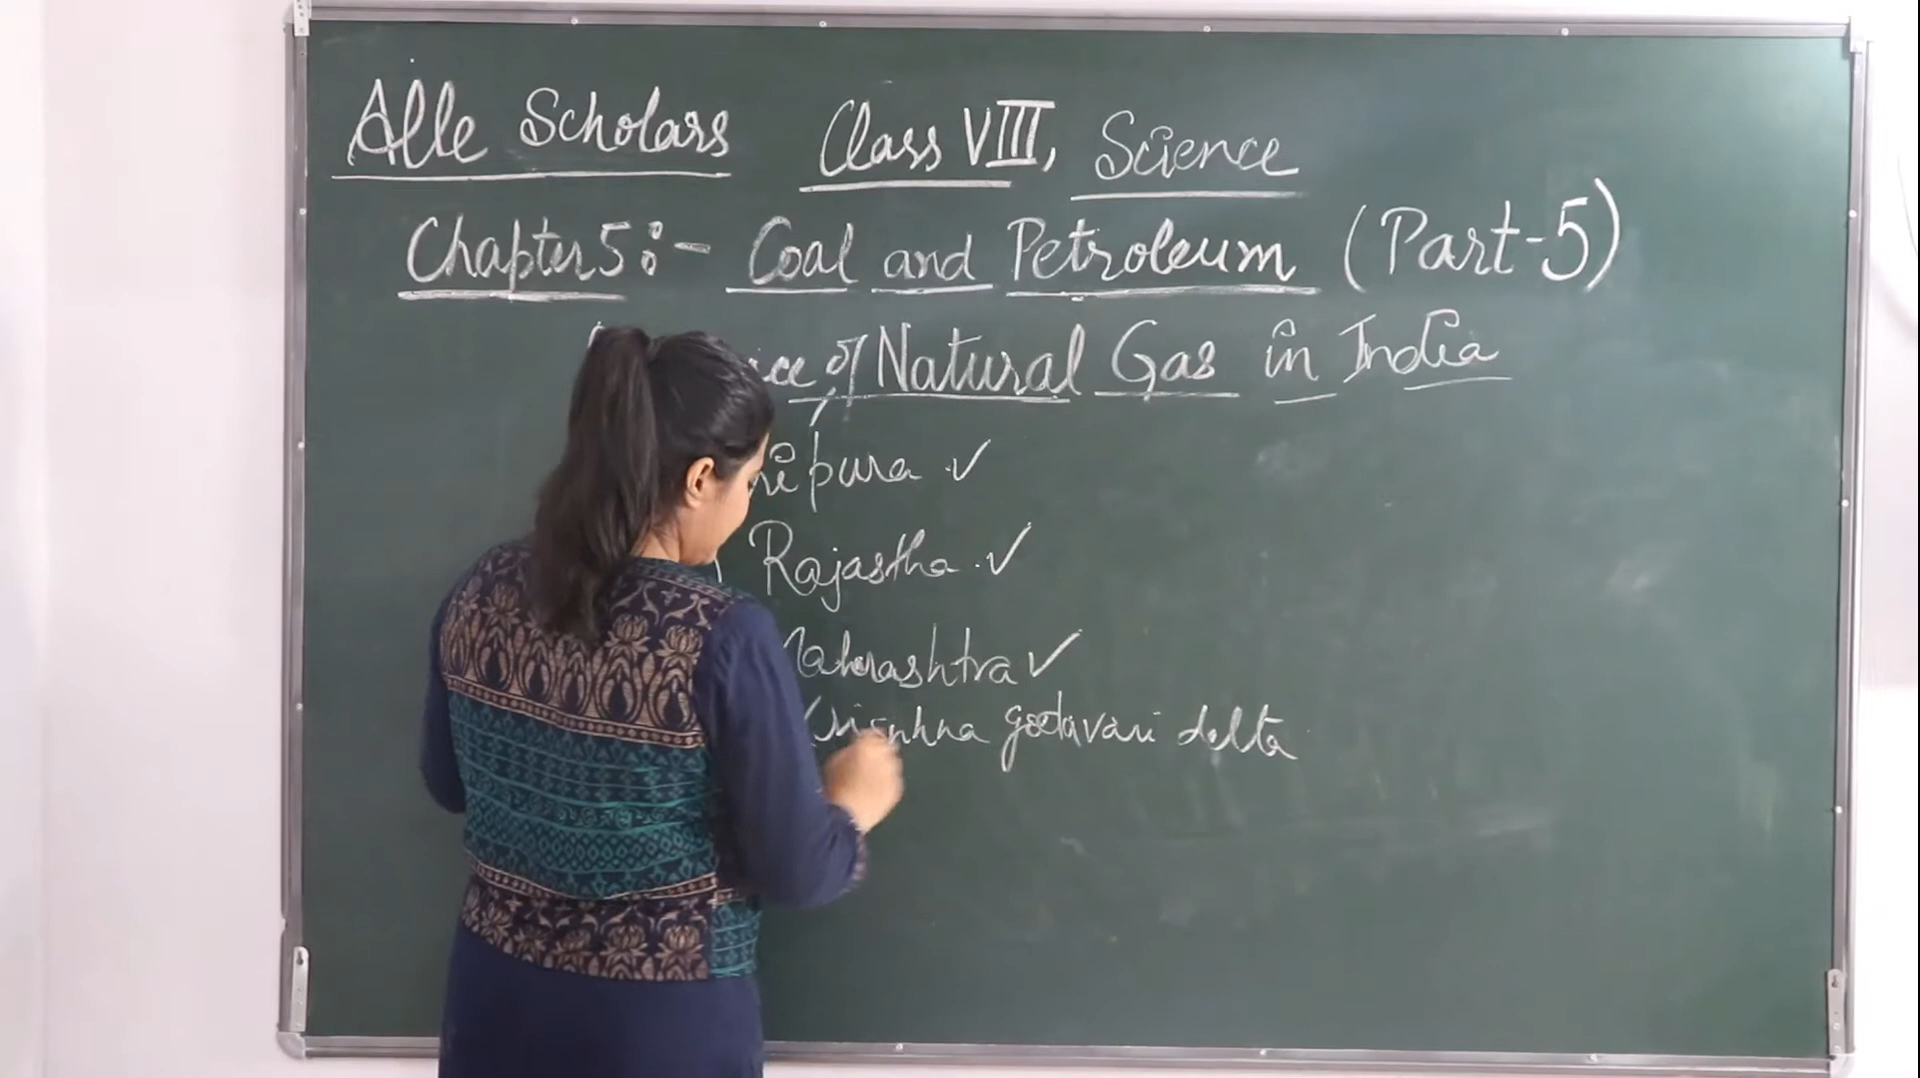 Alle Scholars Class VIII, Science
Chapter 5:- Coal and Petroleum (Part-5)
of Natural Gas in India
ripura ✓
Rajastha ✓
Maharashtra ✓
Krishna godavari delta